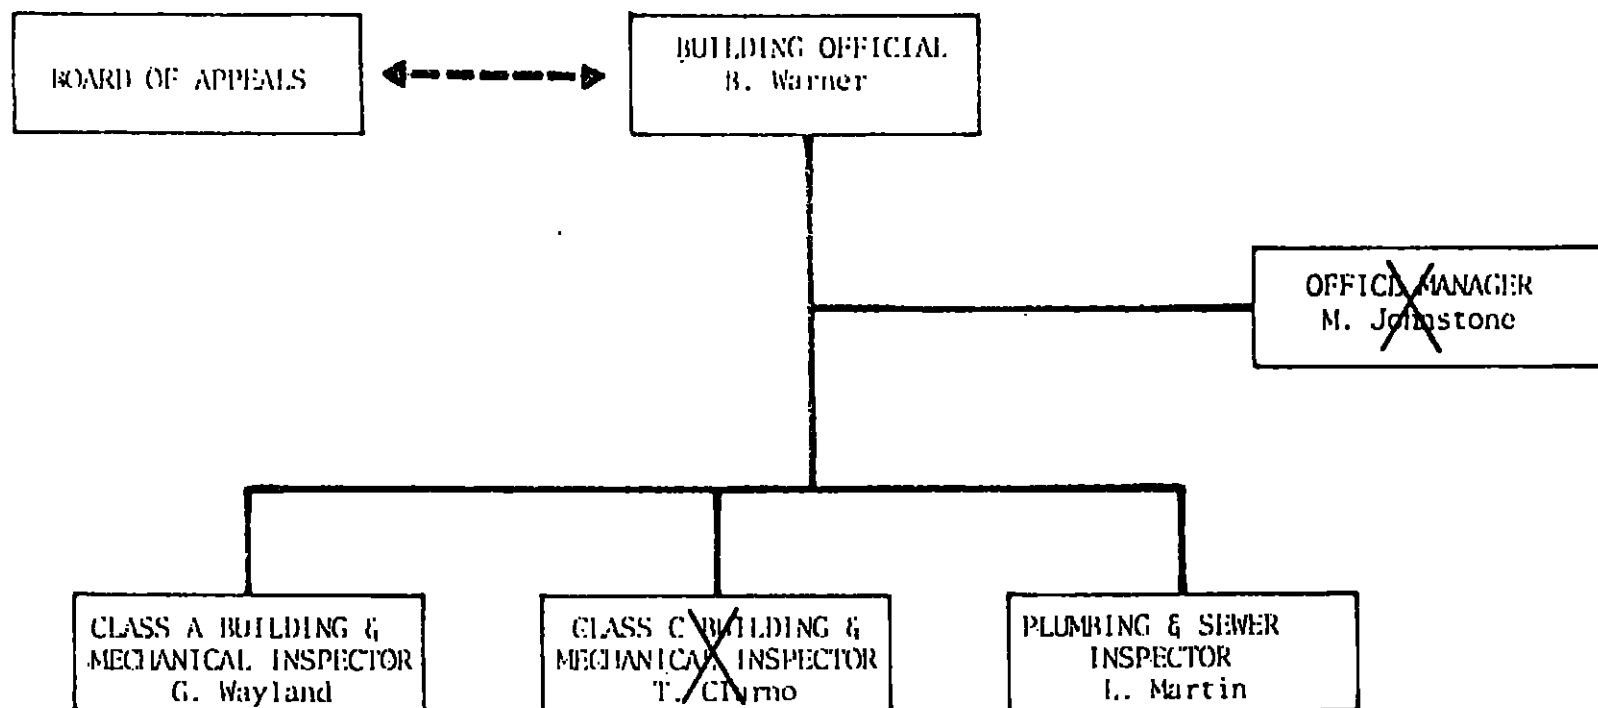 BOARD OF APPEALS
BUILDING OFFICIAL
B. Warner
OFFICE MANAGER
M. Johnstone
CLASS A BUILDING &
MECHANICAL INSPECTOR
G. Wayland
CLASS C BUILDING &
MECHANICAL INSPECTOR
T.
PLUMBING & SEWER
INSPECTOR
L. Martin